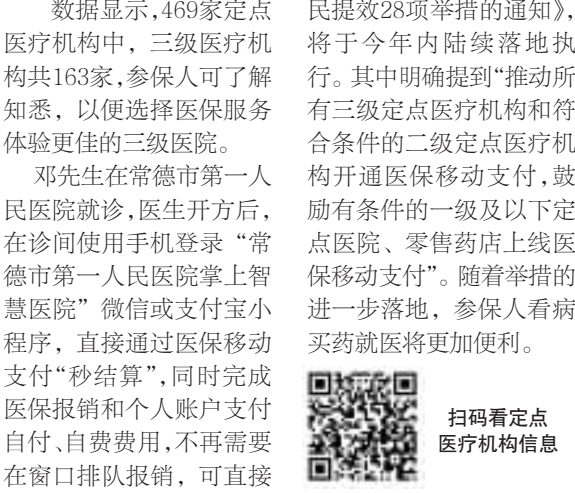 数据显示,469家定点
医疗机构中，三级医疗机
构共163家,参保人可了解
知悉，以便选择医保服务
体验更佳的三级医院。
邓先生在常德市第一人
民医院就诊,医生开方后,
在诊间使用手机登录“常
德市第一人民医院掌上智
慧医院”微信或支付宝小
程序，直接通过医保移动
支付“秒结算”,同时完成
医保报销和个人账户支付
自付、自费费用,不再需要
在窗口排队报销，可直接
民提效28项举措的通知》,
将于今年内陆续落地执
行。其中明确提到“推动所
有三级定点医疗机构和符
合条件的二级定点医疗机
构开通医保移动支付,鼓
励有条件的一级及以下定
点医院、零售药店上线医
保移动支付”。随着举措的
进一步落地，参保人看病
买药就医将更加便利。
扫码看定点
医疗机构信息